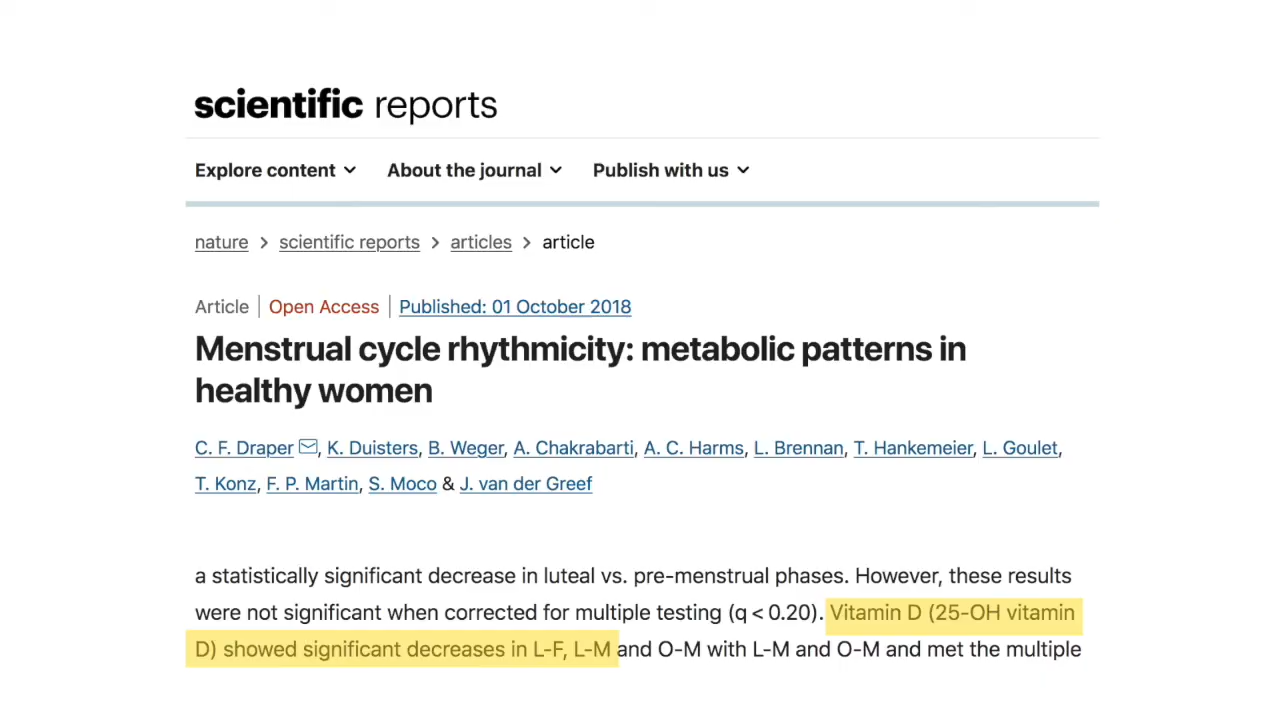 scientific reports
Explore content About the journal Publish with us
nature > scientific reports > articles > article
Article | Open Access | Published: 01 October 2018
Menstrual cycle rhythmicity: metabolic patterns in
healthy women
C. F. Draper, K. Duisters, B. Weger, A. Chakrabarti, A. C. Harms, L. Brennan, T. Hankemeier, L. Goulet,
T. Konz, F. P. Martin, S. Moco & J. van der Greef
a statistically significant decrease in luteal vs. pre-menstrual phases. However, these results
were not significant when corrected for multiple testing (q < 0.20). Vitamin D (25-OH vitamin
D) showed significant decreases in L-F, L-M and O-M with L-M and O-M and met the multiple